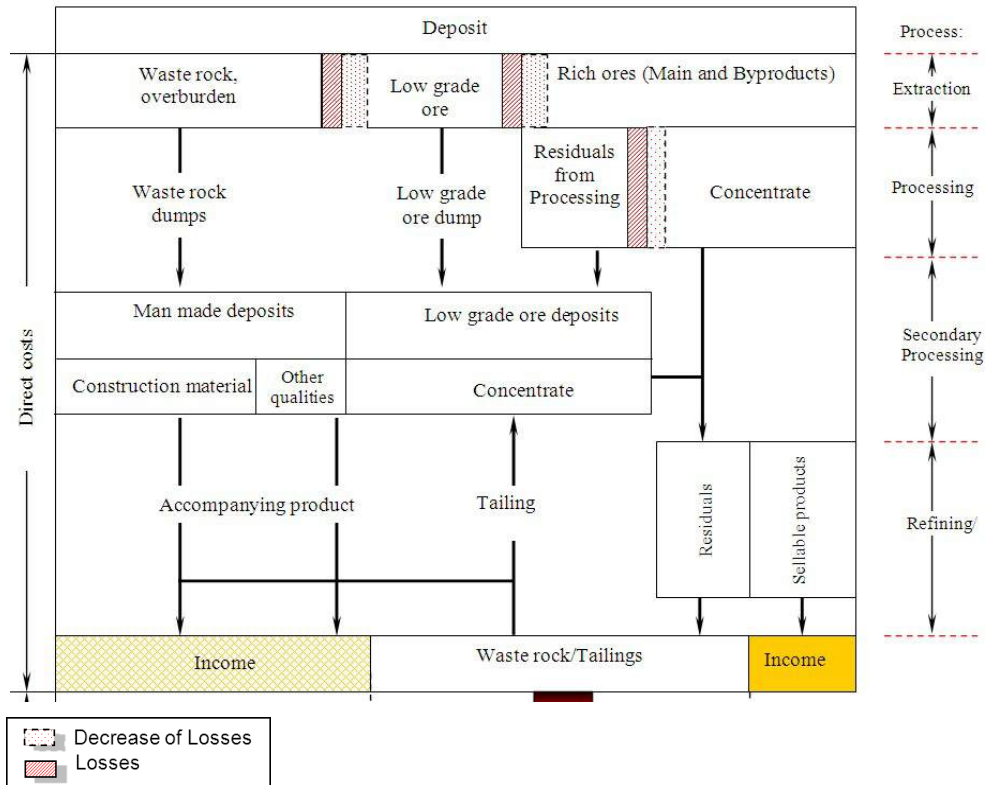 Deposit
Process:
Waste rock,
overburden
Low grade
ore
Rich ores (Main and Byproducts)
Extraction
Waste rock
dumps
Low grade
ore dump
Residuals
from
Processing
Concentrate
Processing
Man made deposits
Low grade ore deposits
Secondary
Processing
Direct costs
Construction material
Other
qualities
Concentrate
Accompanying product
Tailing
Residuals
Sellable products
Refining/
Income
Waste rock/Tailings
Income
Decrease of Losses
Losses